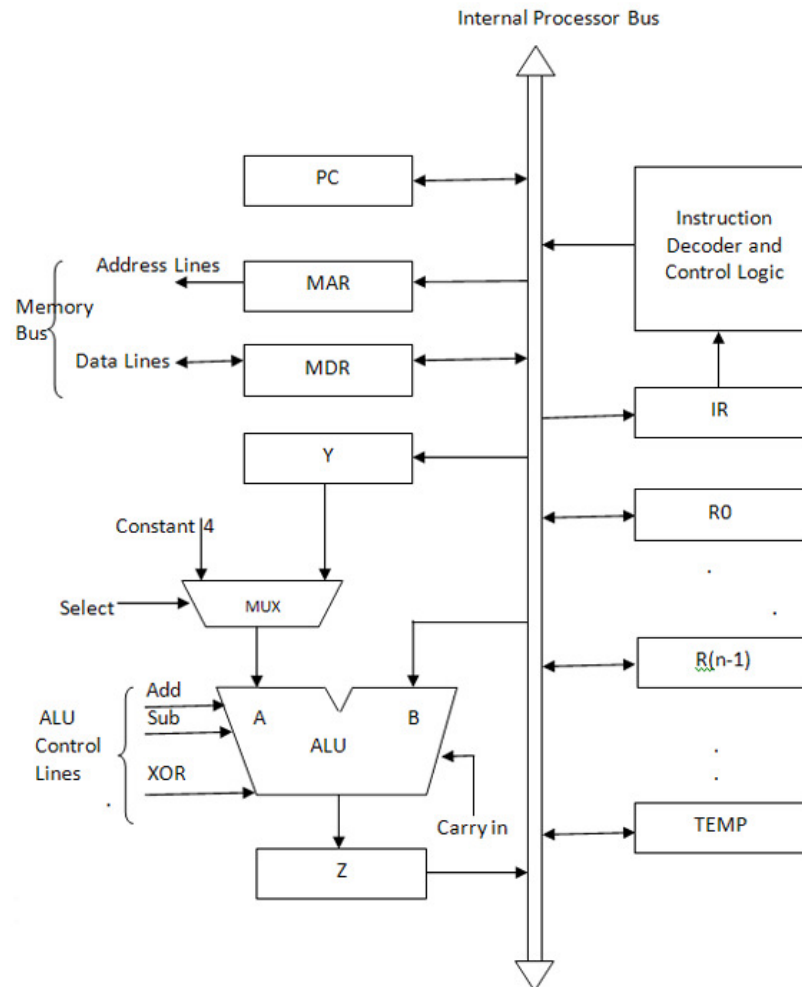 Internal Processor Bus
PC
Instruction
Decoder and
Control Logic
Address Lines
MAR
Memory
Bus
Data Lines
MDR
IR
Y
R0
Constant 4
Select
MUX
R(n-1)
Add
Sub
A
B
ALU
Control
Lines
ALU
XOR
Carry in
TEMP
Z